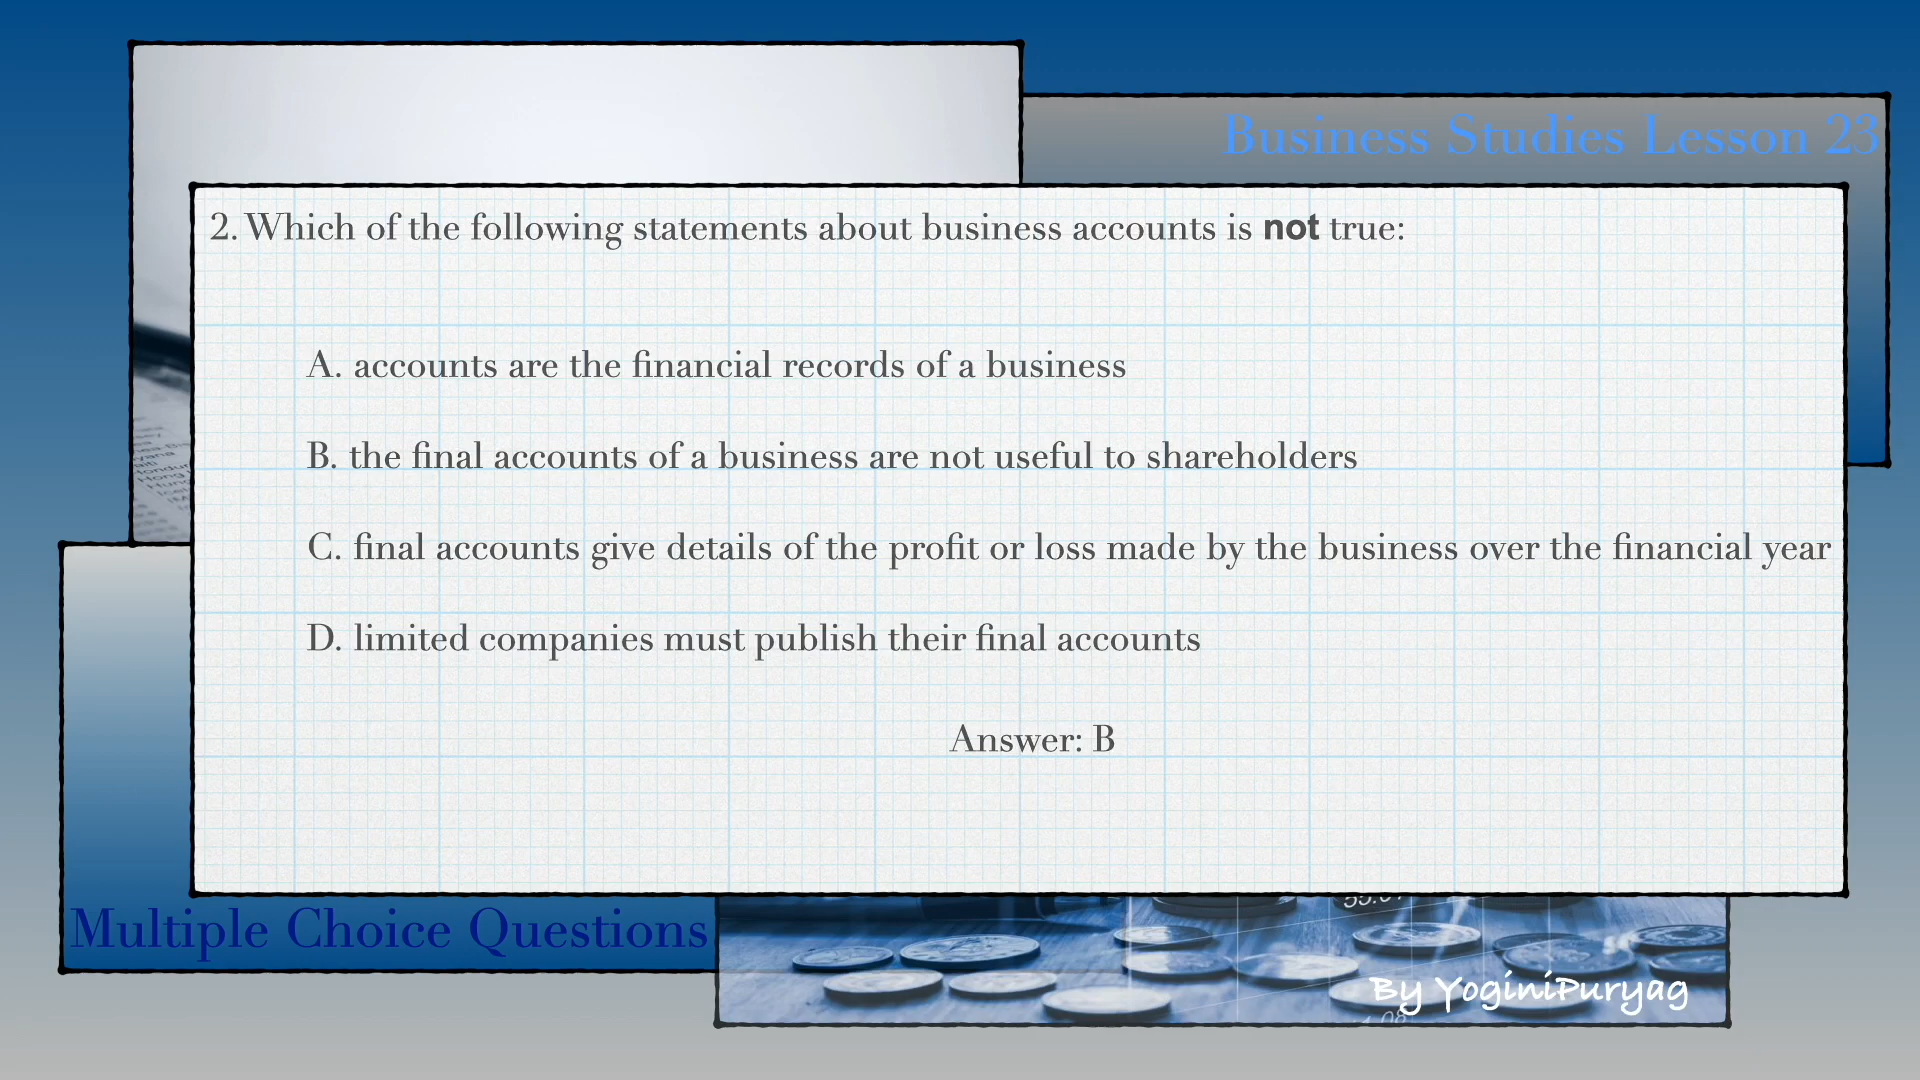 Business Studies Lesson 23
2. Which of the following statements about business accounts is not true:
A. accounts are the financial records of a business
B. the final accounts of a business are not useful to shareholders
C. final accounts give details of the profit or loss made by the business over the financial year
D. limited companies must publish their final accounts
Answer: B
Multiple Choice Questions
By YoginiPuryag